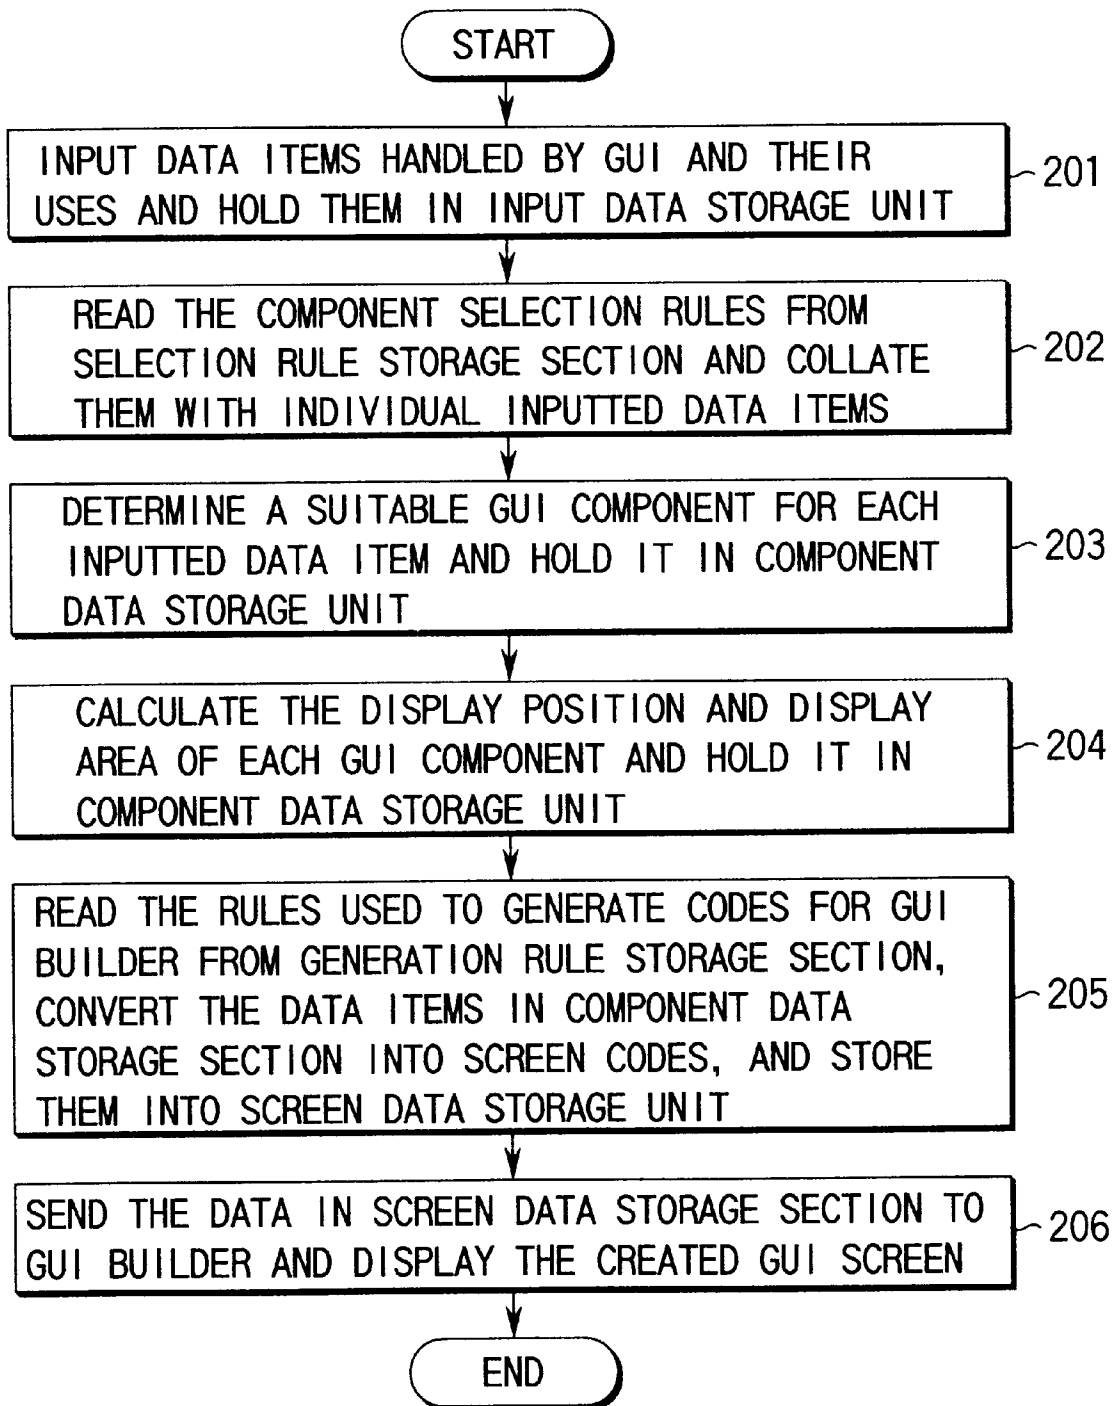 START
INPUT DATA ITEMS HANDLED BY GUI AND THEIR
USES AND HOLD THEM IN INPUT DATA STORAGE UNIT
201
READ THE COMPONENT SELECTION RULES FROM
SELECTION RULE STORAGE SECTION AND COLLATE
THEM WITH INDIVIDUAL INPUTTED DATA ITEMS
202
DETERMINE A SUITABLE GUI COMPONENT FOR EACH
INPUTTED DATA ITEM AND HOLD IT IN COMPONENT
DATA STORAGE UNIT
203
CALCULATE THE DISPLAY POSITION AND DISPLAY
AREA OF EACH GUI COMPONENT AND HOLD IT IN
COMPONENT DATA STORAGE UNIT
204
READ THE RULES USED TO GENERATE CODES FOR GUI
BUILDER FROM GENERATION RULE STORAGE SECTION,
CONVERT THE DATA ITEMS IN COMPONENT DATA
STORAGE SECTION INTO SCREEN CODES, AND STORE
THEM INTO SCREEN DATA STORAGE UNIT
205
SEND THE DATA IN SCREEN DATA STORAGE SECTION TO
GUI BUILDER AND DISPLAY THE CREATED GUI SCREEN
206
END